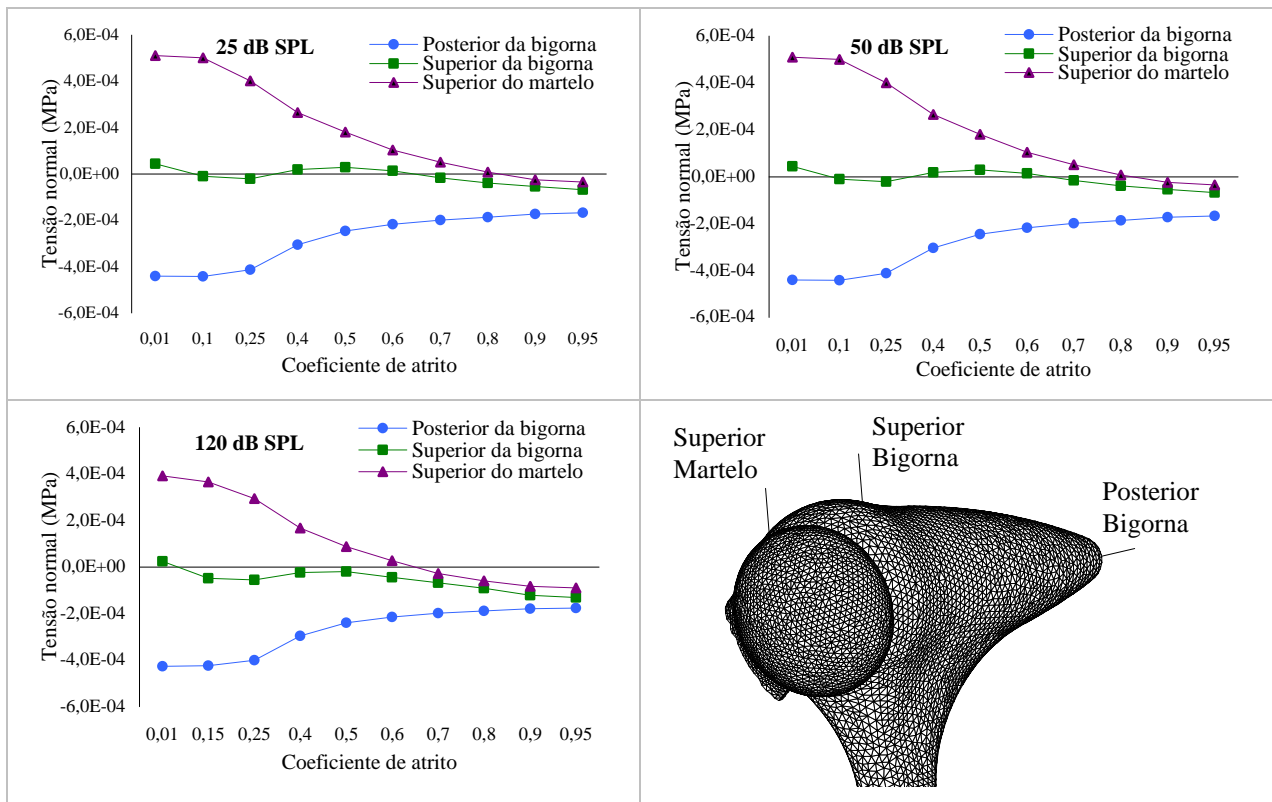 25 dB SPL
Posterior da bigorna
Superior da bigorna
Superior do martelo
Tensão normal (MPa)
6,0E-04
4,0E-04
2,0E-04
0,0E+00
-2,0E-04
-4,0E-04
-6,0E-04
0,01 0,1 0,25 0,4 0,5 0,6 0,7 0,8 0,9 0,95
Coeficiente de atrito
50 dB SPL
Posterior da bigorna
Superior da bigorna
Superior do martelo
Tensão normal (MPa)
6,0E-04
4,0E-04
2,0E-04
0,0E+00
-2,0E-04
-4,0E-04
-6,0E-04
0,01 0,1 0,25 0,4 0,5 0,6 0,7 0,8 0,9 0,95
Coeficiente de atrito
120 dB SPL
Posterior da bigorna
Superior da bigorna
Superior do martelo
Tensão normal (MPa)
6,0E-04
4,0E-04
2,0E-04
0,0E+00
-2,0E-04
-4,0E-04
-6,0E-04
0,01 0,15 0,25 0,4 0,5 0,6 0,7 0,8 0,9 0,95
Coeficiente de atrito
Superior
Martelo
Superior
Bigorna
Posterior
Bigorna